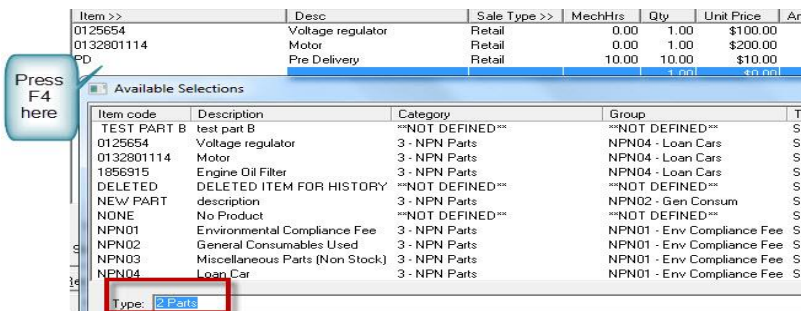 Item >> Desc Sale Type >> MechHrs Qty Unit Price
0125654 Voltage regulator Retail 0.00 1.00 $100.00
0132801114 Motor Retail 0.00 1.00 $200.00
PD Pre Delivery Retail 10.00 10.00 $10.00
1.00 $0.00
Press
F4
here
Available Selections
Item code Description Category Group
TEST PART B test part B **NOT DEFINED** **NOT DEFINED** S
0125654 Voltage regulator 3 - NPN Parts NPN04 - Loan Cars S
0132801114 Motor 3 - NPN Parts NPN04 - Loan Cars S
1856915 Engine Oil Filter 3 - NPN Parts NPN04 - Loan Cars S
DELETED DELETED ITEM FOR HISTORY **NOT DEFINED** **NOT DEFINED** S
NEW PART description 3 - NPN Parts NPN02 - Gen Consum S
NONE No Product **NOT DEFINED** **NOT DEFINED** S
NPN01 Environmental Compliance Fee 3 - NPN Parts NPN01 - Env Compliance Fee S
NPN02 General Consumables Used 3 - NPN Parts NPN01 - Env Compliance Fee S
NPN03 Miscellaneous Parts (Non Stock) 3 - NPN Parts NPN01 - Env Compliance Fee S
NPN04 Loan Car 3 - NPN Parts NPN01 - Env Compliance Fee S
Type: 2 Parts